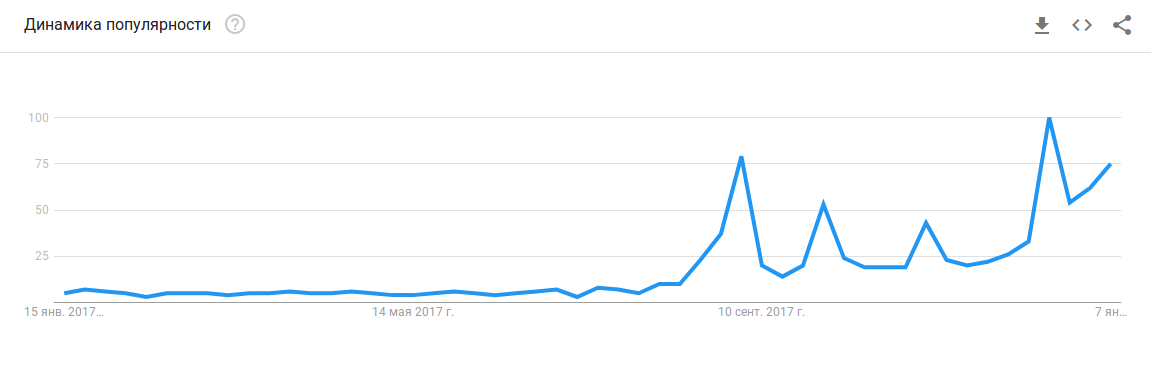 Динамика популярности
100
75
50
25
15 янв. 2017…
14 мая 2017 г.
10 сент. 2017 г.
7 ян…